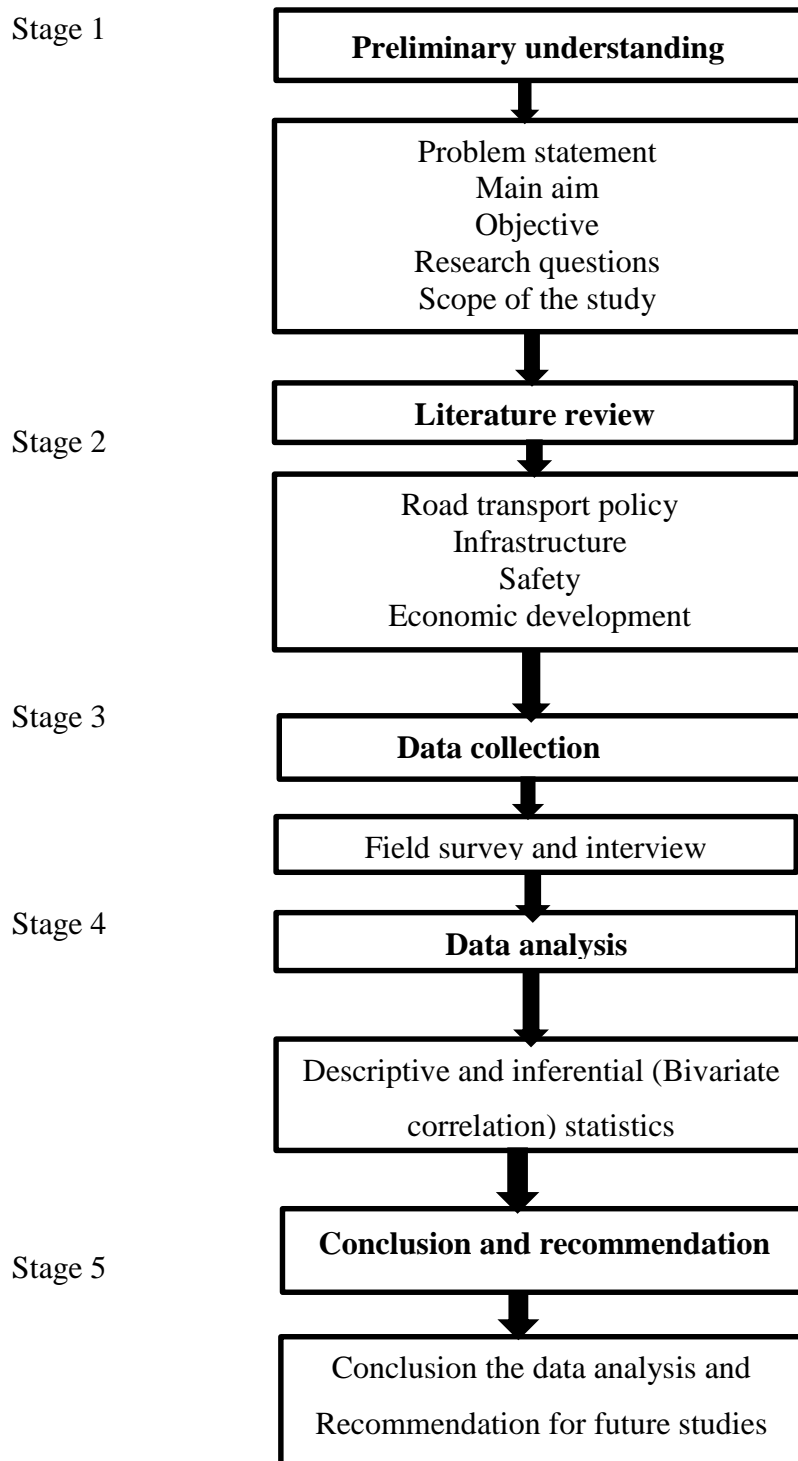 Stage 1
Preliminary understanding
Problem statement
Main aim
Objective
Research questions
Scope of the study
Literature review
Stage 2
Road transport policy
Infrastructure
Safety
Economic development
Stage 3
Data collection
Field survey and interview
Stage 4
Data analysis
Descriptive and inferential (Bivariate
correlation) statistics
Conclusion and recommendation
Stage 5
Conclusion the data analysis and
Recommendation for future studies